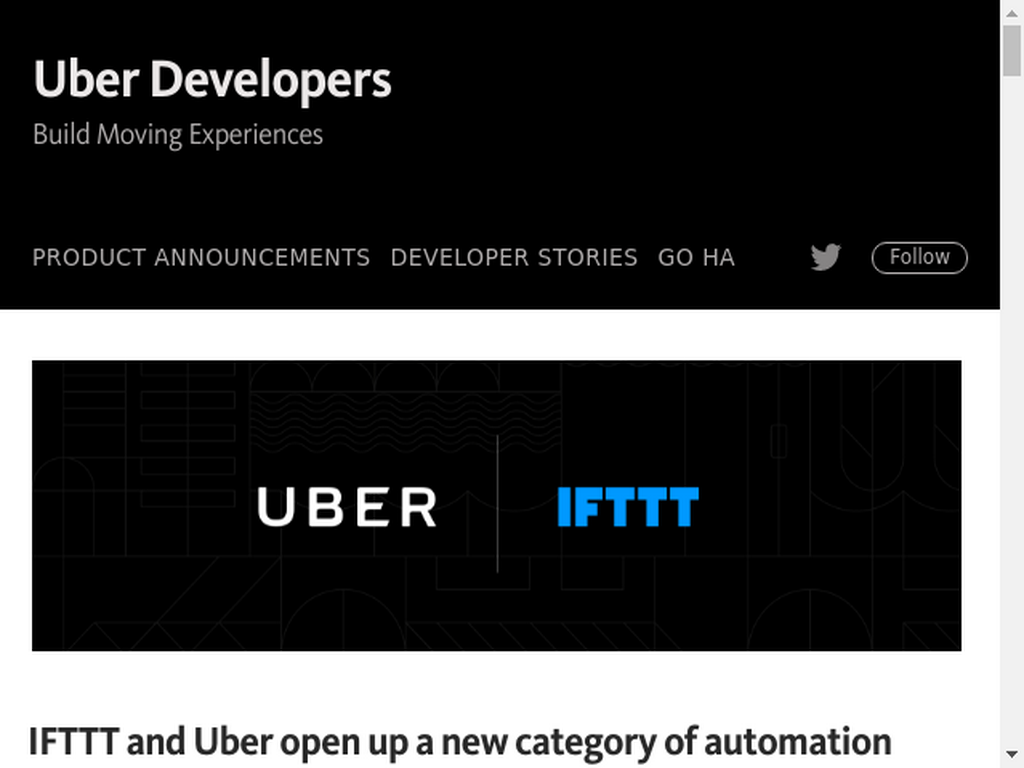 Uber Developers
Build Moving Experiences
PRODUCT ANNOUNCEMENTS DEVELOPER STORIES GO HA
Follow
UBER IFTTT
IFTTT and Uber open up a new category of automation